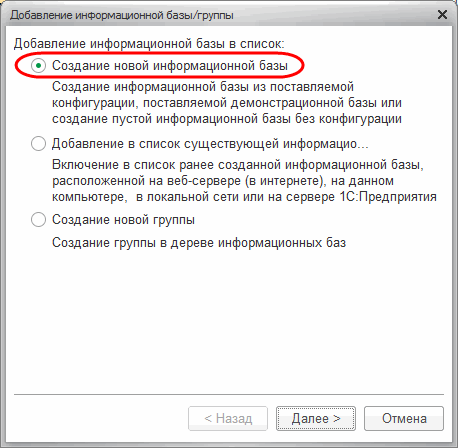 Добавление информационной базы/группы
Добавление информационной базы в список:
Создание новой информационной базы
Создание информационной базы из поставляемой
конфигурации, поставляемой демонстрационной базы или
создание пустой информационной базы без конфигурации
Добавление в список существующей информацио...
Включение в список ранее созданной информационной базы,
расположенной на веб-сервере (в интернете), на данном
компьютере, в локальной сети или на сервере 1С:Предприятия
Создание новой группы
Создание группы в дереве информационных баз
< Назад
Далее >
Отмена